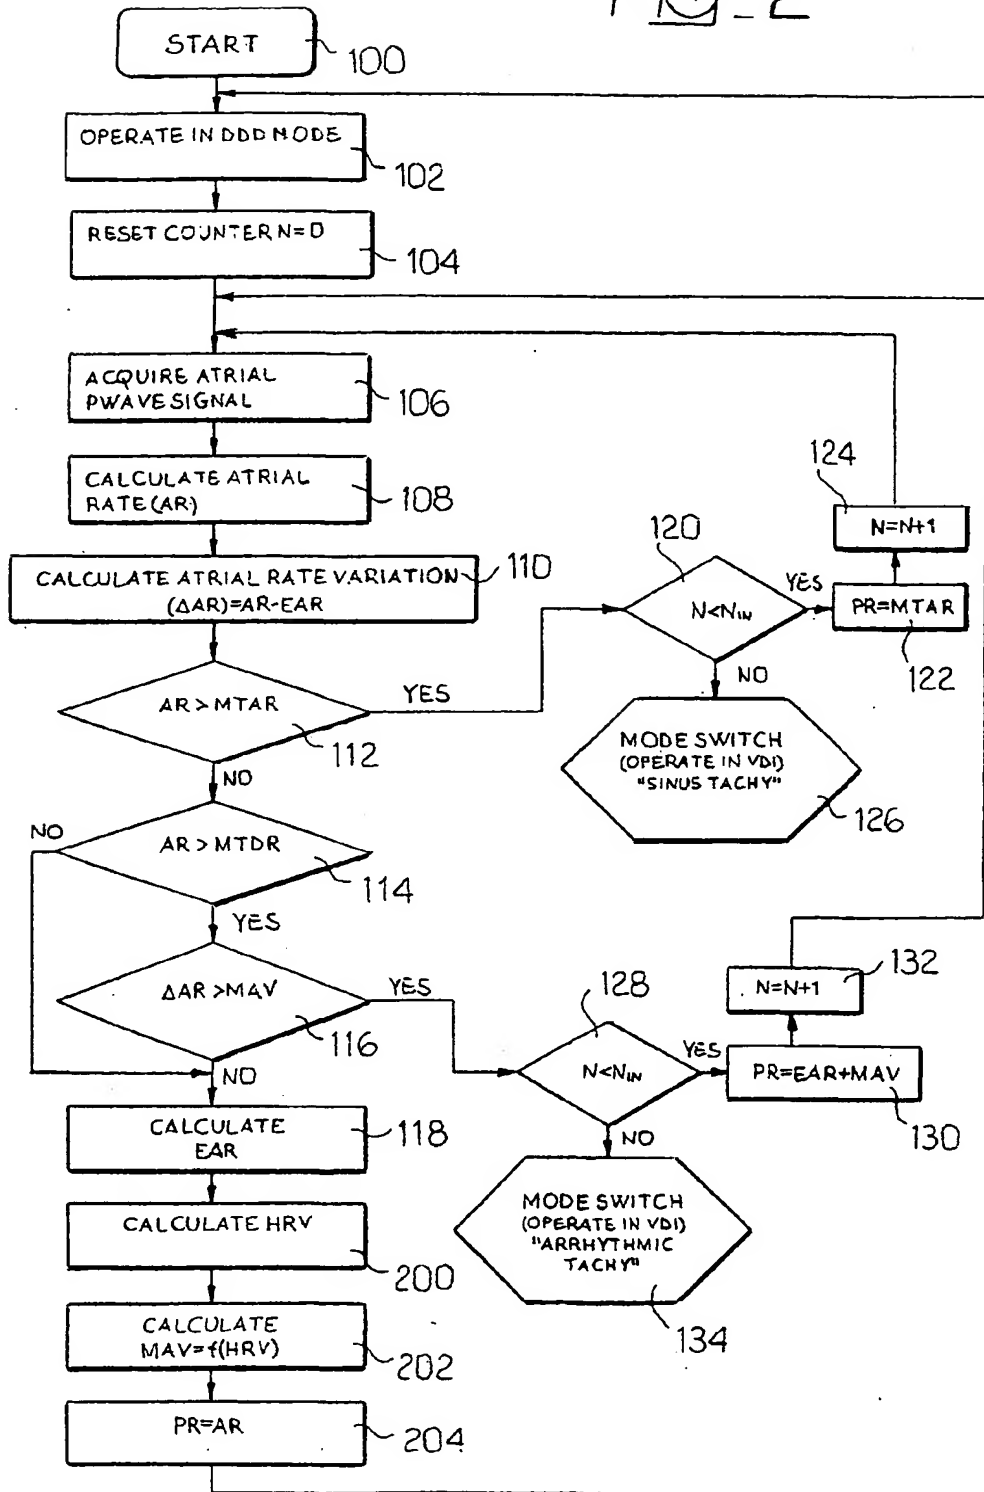 FIG_2
START
100
OPERATE IN DDD MODE
102
RESET COUNTER N=0
104
ACQUIRE ATRIAL
PWAVE SIGNAL
106
CALCULATE ATRIAL
RATE (AR)
108
CALCULATE ATRIAL RATE VARIATION
(ΔAR)=AR-EAR
110
AR>MTAR
YES
112
NO
120
N<N_IN
YES
PR=MTAR
122
124
N=N+1
NO
MODE SWITCH
(OPERATE IN VDI)
"SINUS TACHY"
126
NO
AR>MTDR
114
YES
ΔAR>MAV
YES
116
NO
128
N<N_IN
YES
PR=EAR+MAV
130
N=N+1
132
NO
MODE SWITCH
(OPERATE IN VDI)
"ARRHYTHMIC
TACHY"
134
CALCULATE
EAR
118
CALCULATE HRV
200
CALCULATE
MAV=f(HRV)
202
PR=AR
204